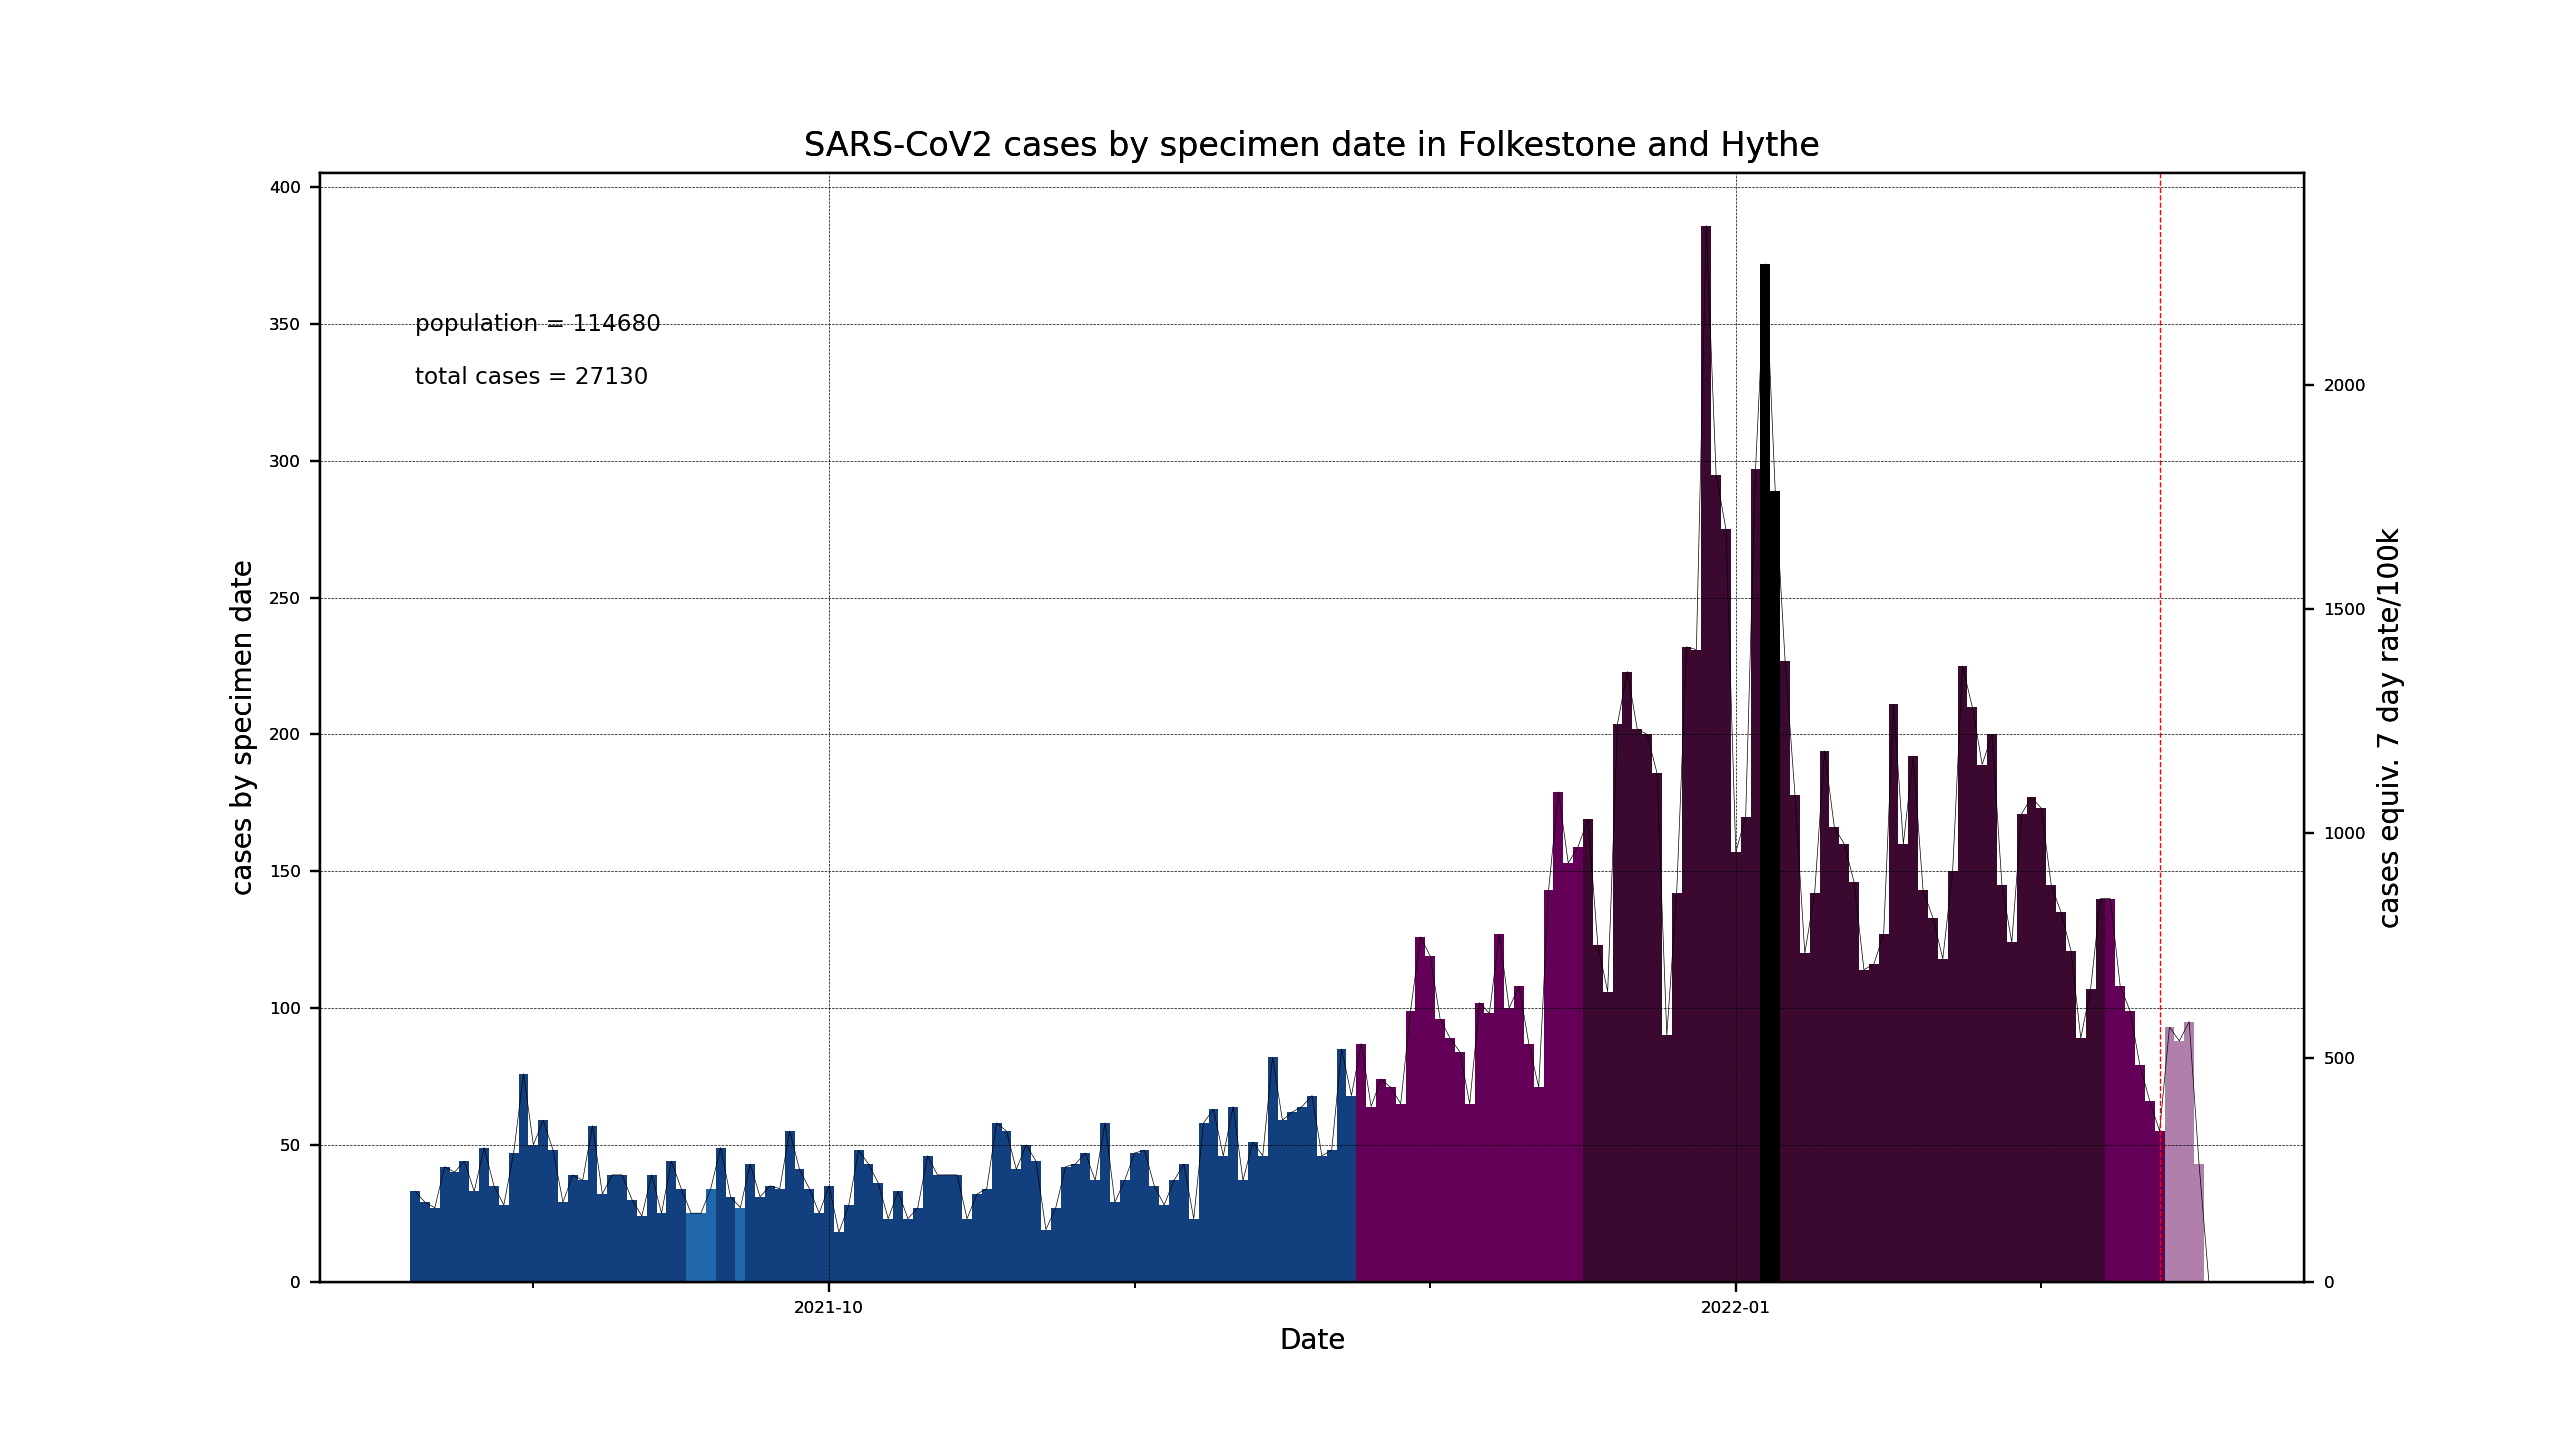 SARS-CoV2 cases by specimen date in Folkestone and Hythe
400
350
300
250
200
150
100
50
0
cases by specimen date
population = 114680
total cases = 27130
2000
1500
1000
500
0
cases equiv. 7 day rate/100k
2021-10
2022-01
Date